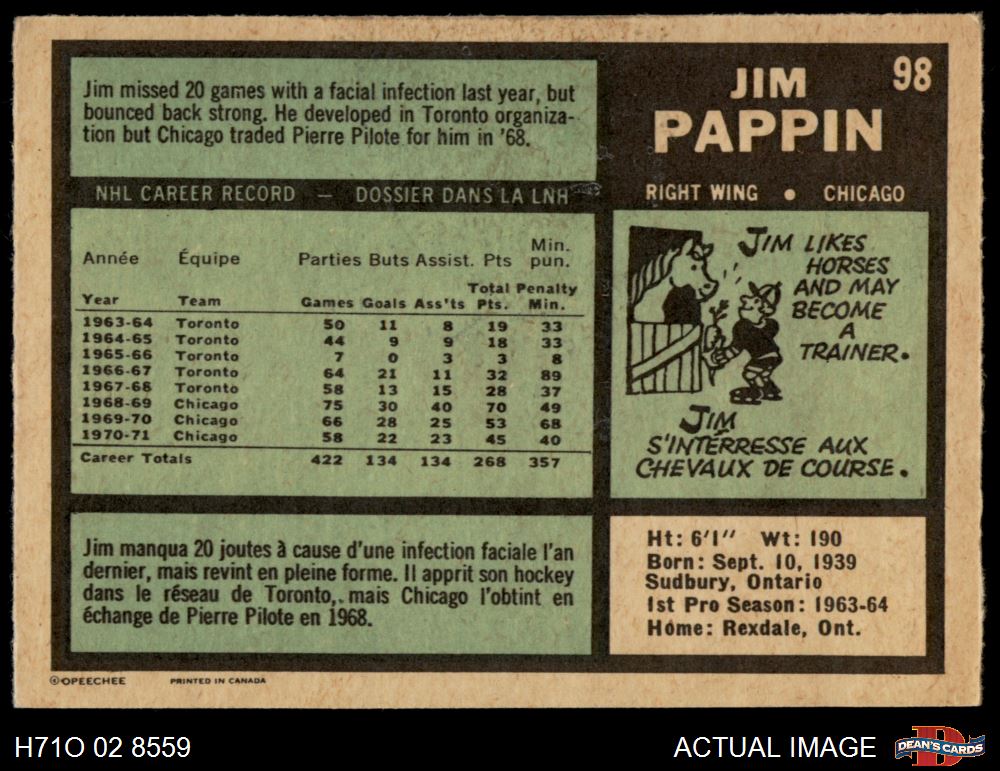 98
JIM
PAPPIN
RIGHT WING • CHICAGO
Jim missed 20 games with a facial infection last year, but
bounced back strong. He developed in Toronto organiza-
tion but Chicago traded Pierre Pilote for him in '68.
NHL CAREER RECORD — DOSSIER DANS LA LNH
Année Équipe Parties Buts Assist. Pts Min. pun.
Year Team Games Goals Ass'ts Total Pts. Penalty Min.
1963-64 Toronto 50 11 8 19 33
1964-65 Toronto 44 9 9 18 33
1965-66 Toronto 7 0 3 3 8
1966-67 Toronto 64 21 11 32 89
1967-68 Toronto 58 13 15 28 37
1968-69 Chicago 75 30 40 70 49
1969-70 Chicago 66 28 25 53 68
1970-71 Chicago 58 22 23 45 40
Career Totals 422 134 134 268 357
JIM LIKES
HORSES
AND MAY
BECOME
A
TRAINER.
JIM
S'INTÉRRESSE AUX
CHEVAUX DE COURSE.
Jim manqua 20 joutes à cause d'une infection faciale l'an
dernier, mais revint en pleine forme. Il apprit son hockey
dans le réseau de Toronto, mais Chicago l'obtint en
échange de Pierre Pilote en 1968.
Ht: 6'1" Wt: 190
Born: Sept. 10, 1939
Sudbury, Ontario
1st Pro Season: 1963-64
Home: Rexdale, Ont.
©OPEECHEE PRINTED IN CANADA
H71O 02 8559
ACTUAL IMAGE
D
DEAN'S CARDS